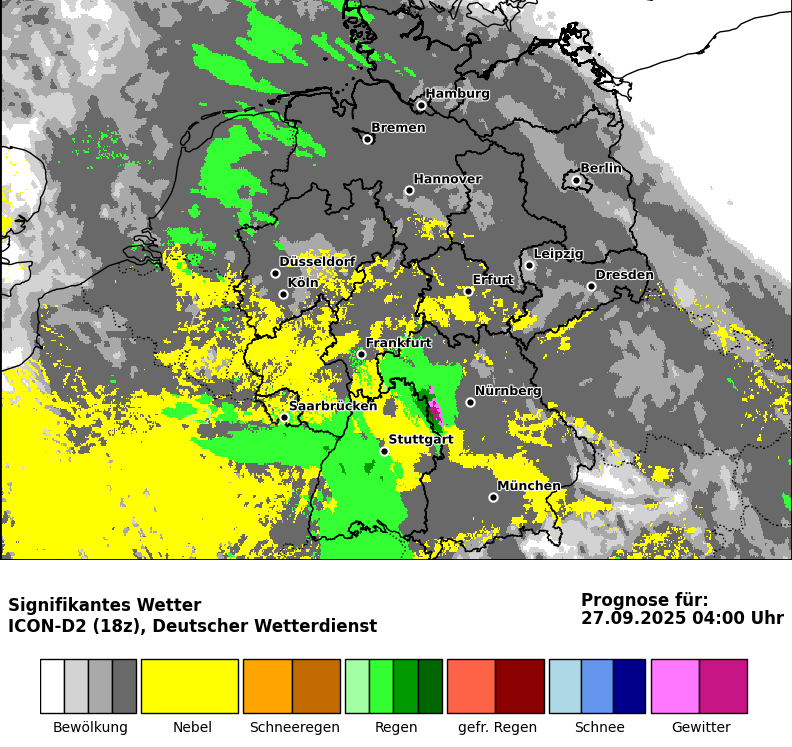 Hamburg
Bremen
Berlin
Hannover
Düsseldorf
Leipzig
Köln
Erfurt
Dresden
Frankfurt
Nürnberg
Saarbrücken
Stuttgart
München
Signifikantes Wetter
ICON-D2 (18z), Deutscher Wetterdienst
Prognose für:
27.09.2025 04:00 Uhr
Bewölkung
Nebel
Schneeregen
Regen
gefr. Regen
Schnee
Gewitter